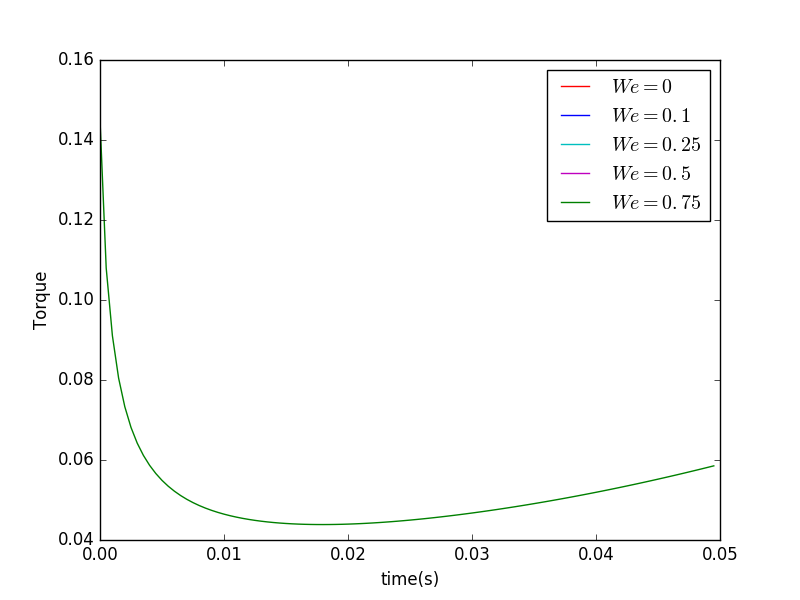 0.16
0.14
0.12
0.10
0.08
0.06
0.04
Torque
We = 0
We = 0.1
We = 0.25
We = 0.5
We = 0.75
0.00 0.01 0.02 0.03 0.04 0.05
time(s)